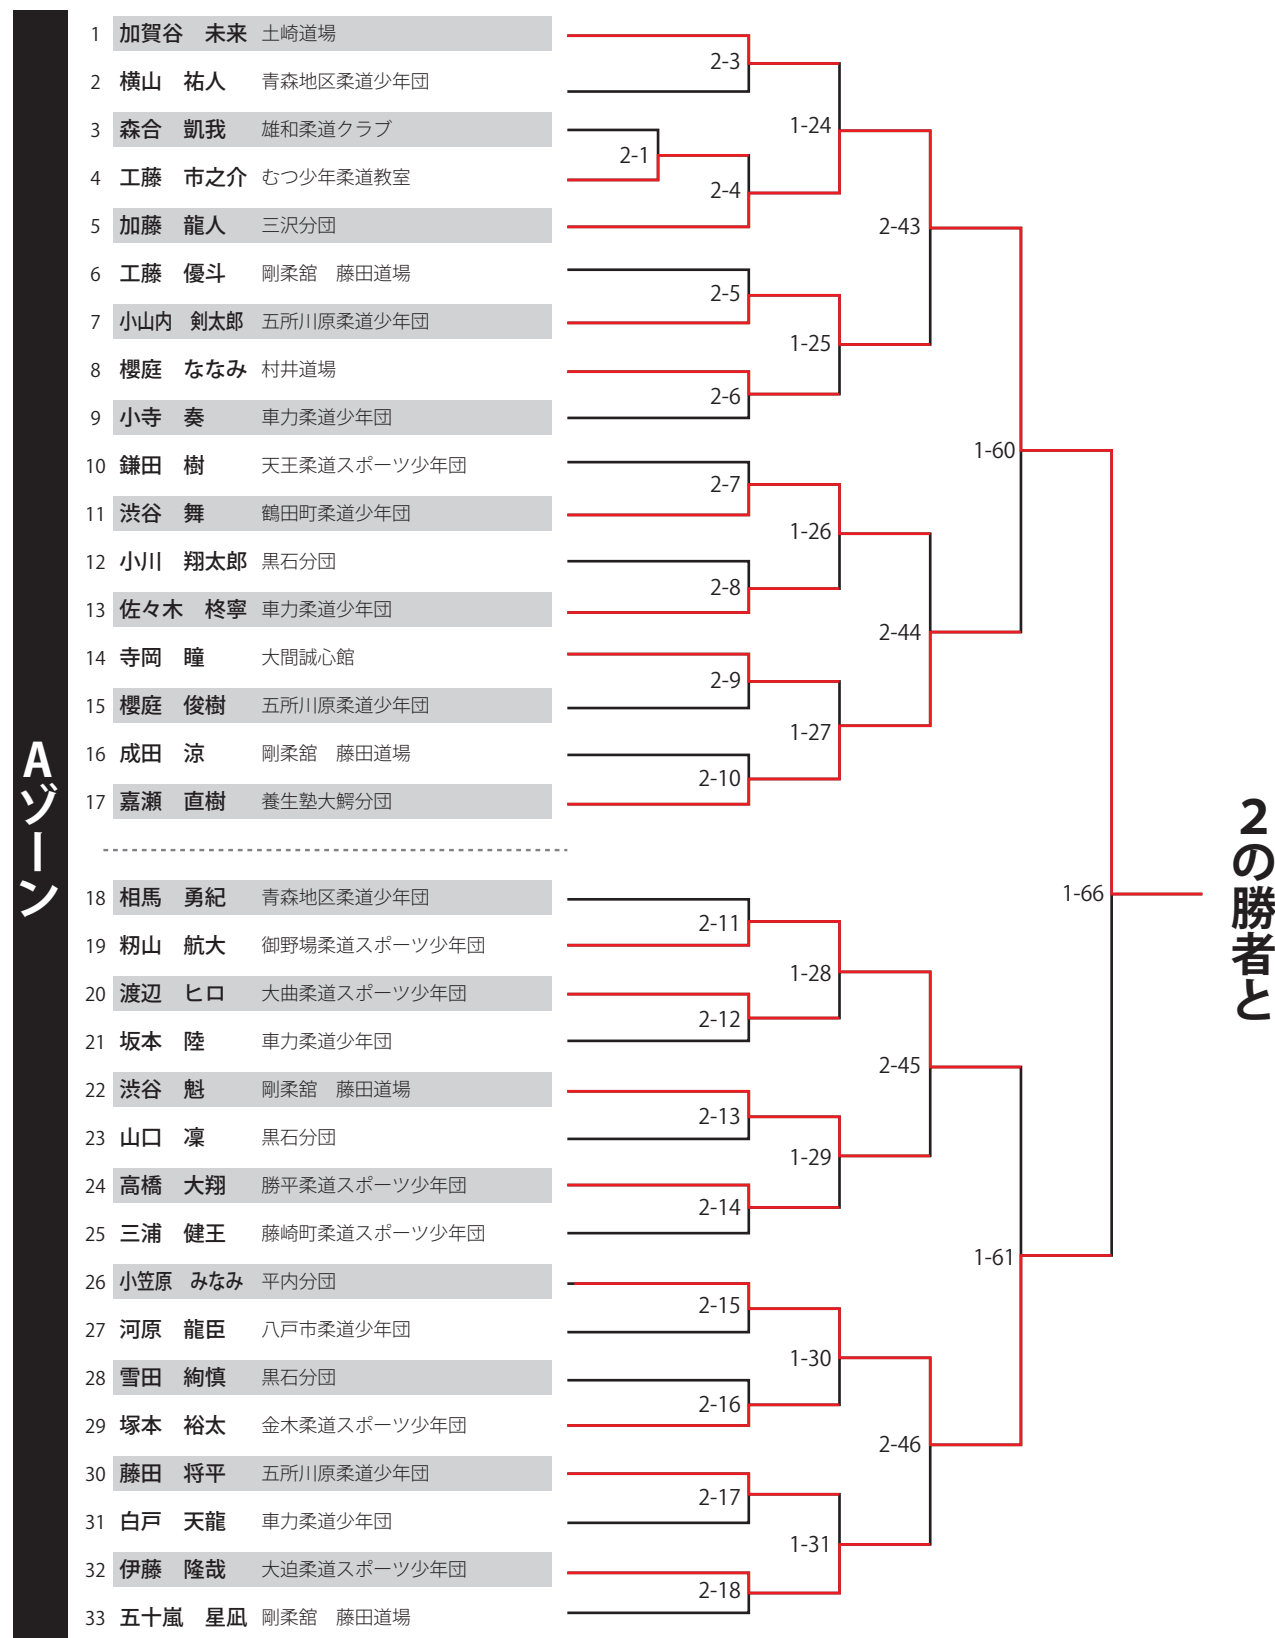 Aゾーン
1 加賀谷 未来 土崎道場
2 横山 祐人 青森地区柔道少年団
3 森合 凱我 雄和柔道クラブ
4 工藤 市之介 むつ少年柔道教室
5 加藤 龍人 三沢分団
6 工藤 優斗 剛柔舘 藤田道場
7 小山内 剣太郎 五所川原柔道少年団
8 櫻庭 ななみ 村井道場
9 小寺 奏 車力柔道少年団
10 鎌田 樹 天王柔道スポーツ少年団
11 渋谷 舞 鶴田町柔道少年団
12 小川 翔太郎 黒石分団
13 佐々木 柊寧 車力柔道少年団
14 寺岡 瞳 大間誠心館
15 櫻庭 俊樹 五所川原柔道少年団
16 成田 涼 剛柔舘 藤田道場
17 嘉瀬 直樹 養生塾大鰐分団
18 相馬 勇紀 青森地区柔道少年団
19 籾山 航大 御野場柔道スポーツ少年団
20 渡辺 ヒロ 大曲柔道スポーツ少年団
21 坂本 陸 車力柔道少年団
22 渋谷 魁 剛柔舘 藤田道場
23 山口 凜 黒石分団
24 高橋 大翔 勝平柔道スポーツ少年団
25 三浦 健王 藤崎町柔道スポーツ少年団
26 小笠原 みなみ 平内分団
27 河原 龍臣 八戸市柔道少年団
28 雪田 絢慎 黒石分団
29 塚本 裕太 金木柔道スポーツ少年団
30 藤田 将平 五所川原柔道少年団
31 白戸 天龍 車力柔道少年団
32 伊藤 隆哉 大迫柔道スポーツ少年団
33 五十嵐 星凪 剛柔舘 藤田道場
2-1
2-3
2-4
2-5
2-6
2-7
2-8
2-9
2-10
2-11
2-12
2-13
2-14
2-15
2-16
2-17
2-18
1-24
1-25
1-26
1-27
1-28
1-29
1-30
1-31
2-43
2-44
2-45
2-46
1-60
1-61
1-66
2の勝者と